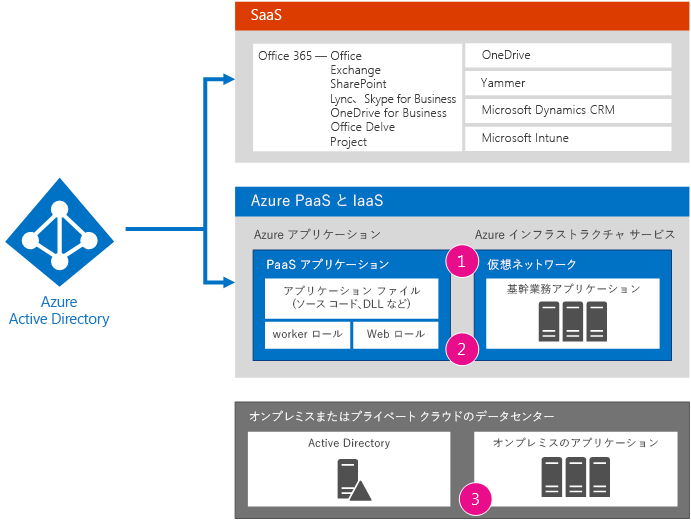 SaaS
Office 365 — Office
Exchange
SharePoint
Lync、Skype for Business
OneDrive for Business
Office Delve
Project
OneDrive
Yammer
Microsoft Dynamics CRM
Microsoft Intune
Azure
Active Directory
Azure PaaS と IaaS
Azure アプリケーション
Azure インフラストラクチャ サービス
PaaS アプリケーション
1
仮想ネットワーク
アプリケーション ファイル
(ソース コード、DLL など)
worker ロール
Web ロール
基幹業務アプリケーション
2
オンプレミスまたはプライベート クラウドのデータセンター
Active Directory
オンプレミスのアプリケーション
3